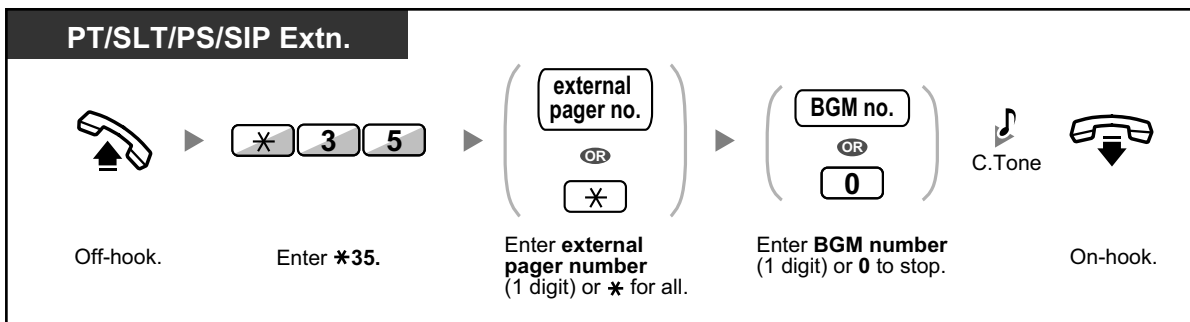 PT/SLT/PS/SIP Extn.
Off-hook.
* 3 5
Enter *35.
external
pager no.
OR
*
Enter external
pager number
(1 digit) or * for all.
BGM no.
OR
0
Enter BGM number
(1 digit) or 0 to stop.
C.Tone
On-hook.